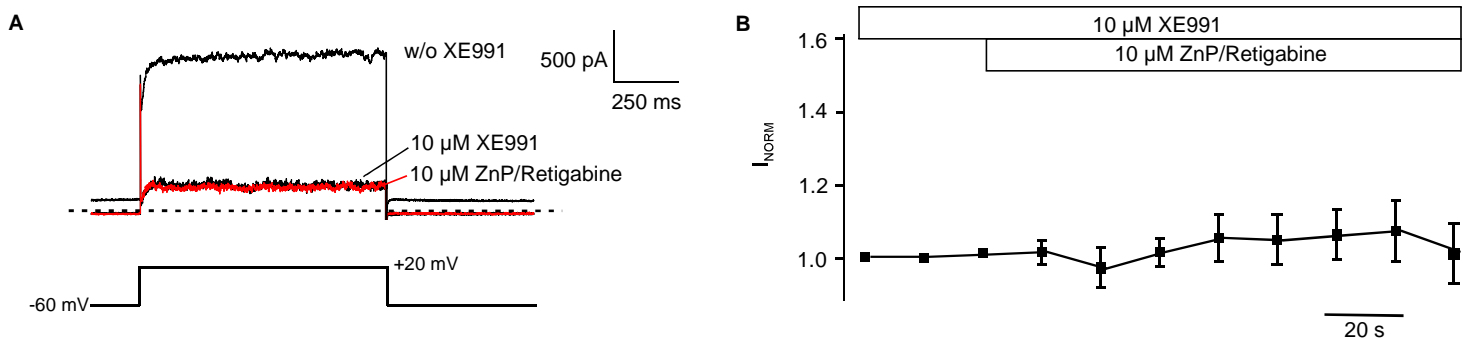 A
w/o XE991
500 pA
250 ms
10 µM XE991
10 µM ZnP/Retigabine
+20 mV
-60 mV
B
10 µM XE991
10 µM ZnP/Retigabine
1.6
1.4
1.2
1.0
INORM
20 s